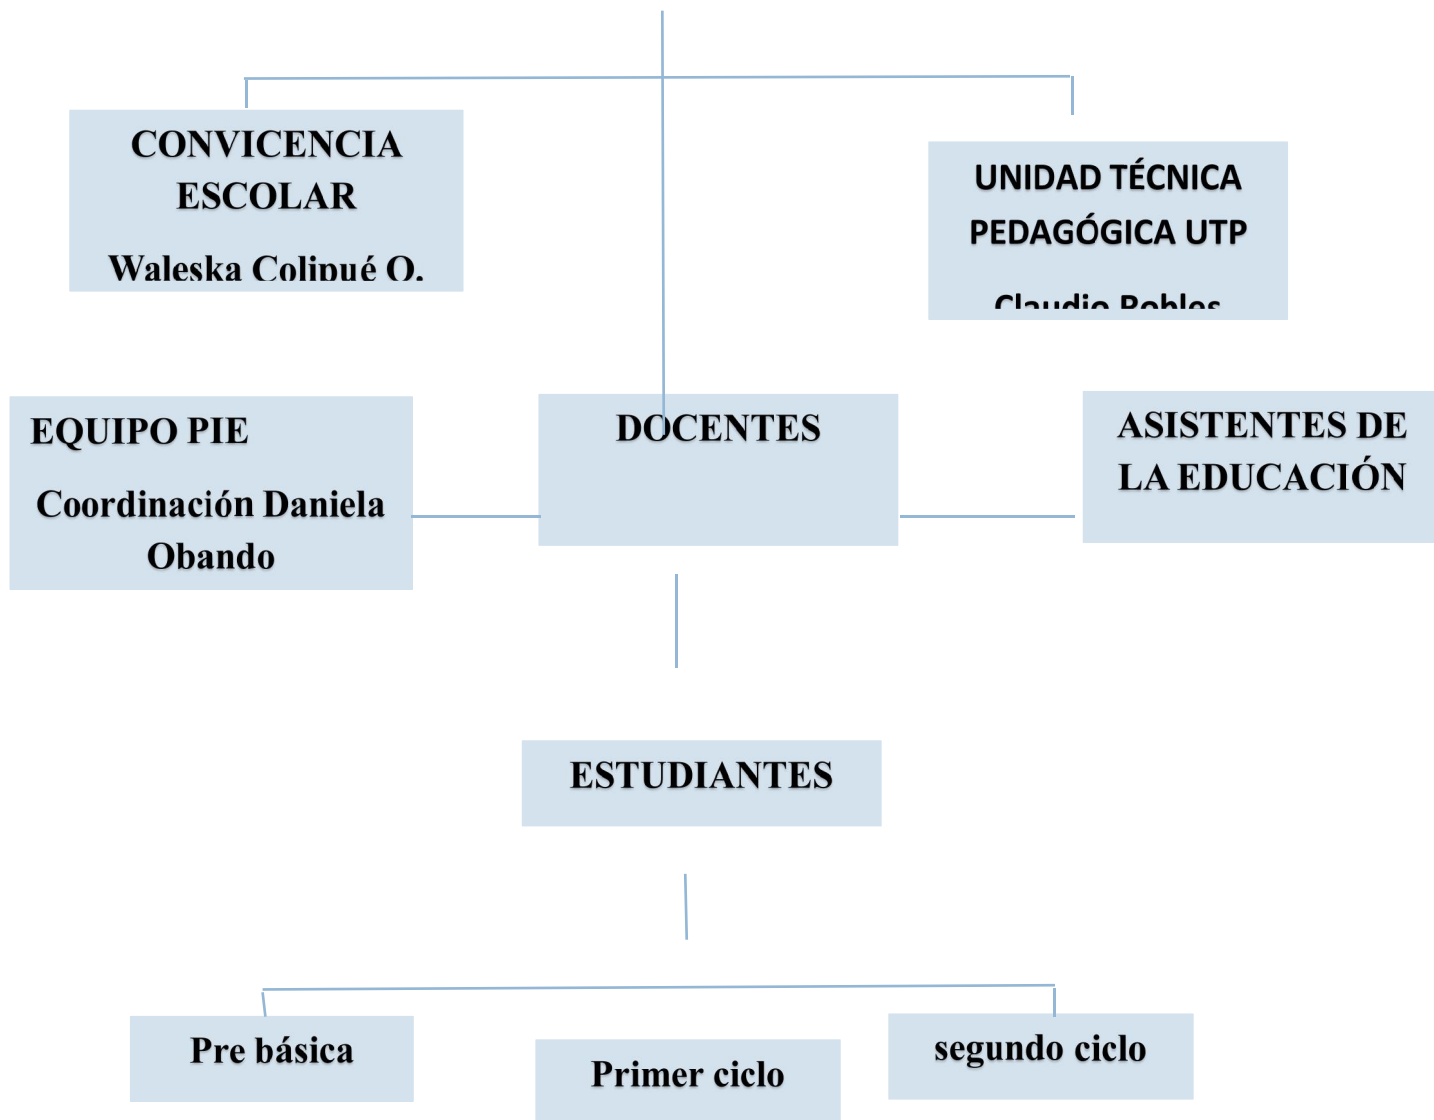 CONVICENCIA
ESCOLAR
Waleska Colipué O.
UNIDAD TÉCNICA
PEDAGÓGICA UTP
Claudio Robles
EQUIPO PIE
Coordinación Daniela
Obando
DOCENTES
ASISTENTES DE
LA EDUCACIÓN
ESTUDIANTES
Pre básica
Primer ciclo
segundo ciclo